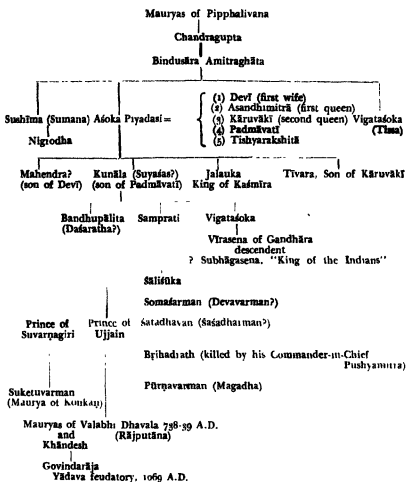 Mauryas of Pipphalivana
Chandragupta
Bindusāra Amitraghāta
(1) Devī (first wife)
(2) Asandhimitrā (first queen)
Sushīma (Sumana) Aśoka Pɪyadasi = (3) Kāruvākī (second queen) Vigataśoka
(4) Padmāvatī (Tissa)
Nigrodha (5) Tishyarakshitā
Mahendra? Kunāla (Suyaśas?) Jalauka Tīvara, Son of Kāruvākī
(son of Devī) (son of Padmāvatī) King of Kaśmīra
Bandhupālita Samprati Vigataśoka
(Daśaratha?)
Vīrasena of Gandhāra
descendent
? Subhāgasena, "King of the Indians"
Śāliśūka
Somaśarman (Devavarman?)
Prince of Prince of Śatadhavan (Śaśadharman?)
Suvarṇagiri Ujjain
Bṛihadrath (killed by his Commander-in-Chief
Pushyamitra)
Suketuvarman Pūrṇavarman (Magadha)
(Maurya of Konkaṇ)
Mauryas of Valabhi Dhavala 738-39 A.D.
and (Rājputāna)
Khāndesh
Govindarāja
Yādava feudatory, 1069 A.D.